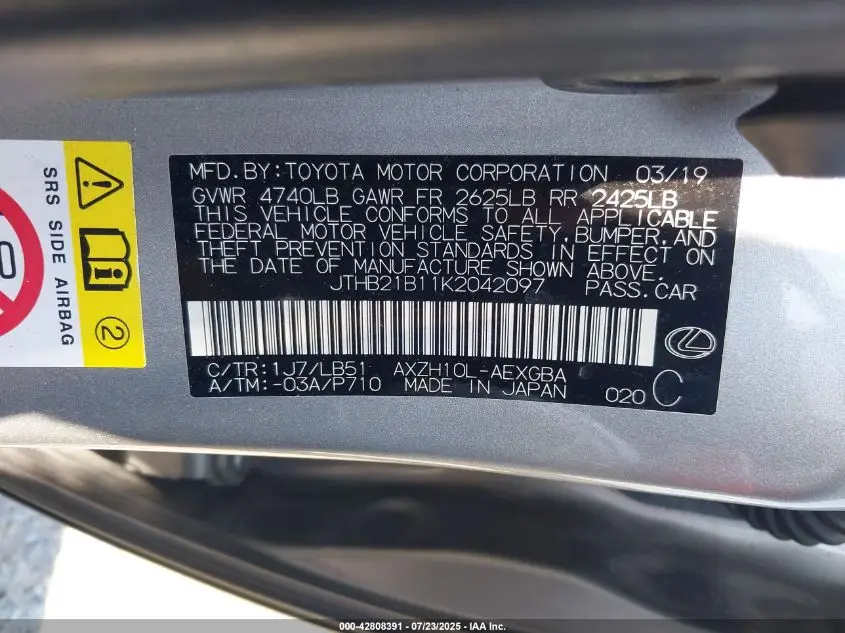 MFD.BY:TOYOTA MOTOR CORPORATION 03/19
GVWR 4740LB GAWR FR 2625LB RR 2425LB
THIS VEHICLE CONFORMS TO ALL APPLICABLE
FEDERAL MOTOR VEHICLE SAFETY,BUMPER,AND
THEFT PREVENTION STANDARDS IN EFFECT ON
THE DATE OF MANUFACTURE SHOWN ABOVE.
JTHB21B11K2042097 PASS.CAR
C/TR:1J7/LB51 AXZH10L-AEXGBA
A/TM:-03A/P710 MADE IN JAPAN 020 C
SRS SIDE AIRBAG
2
000-42808391 - 07/23/2025 - IAA Inc.